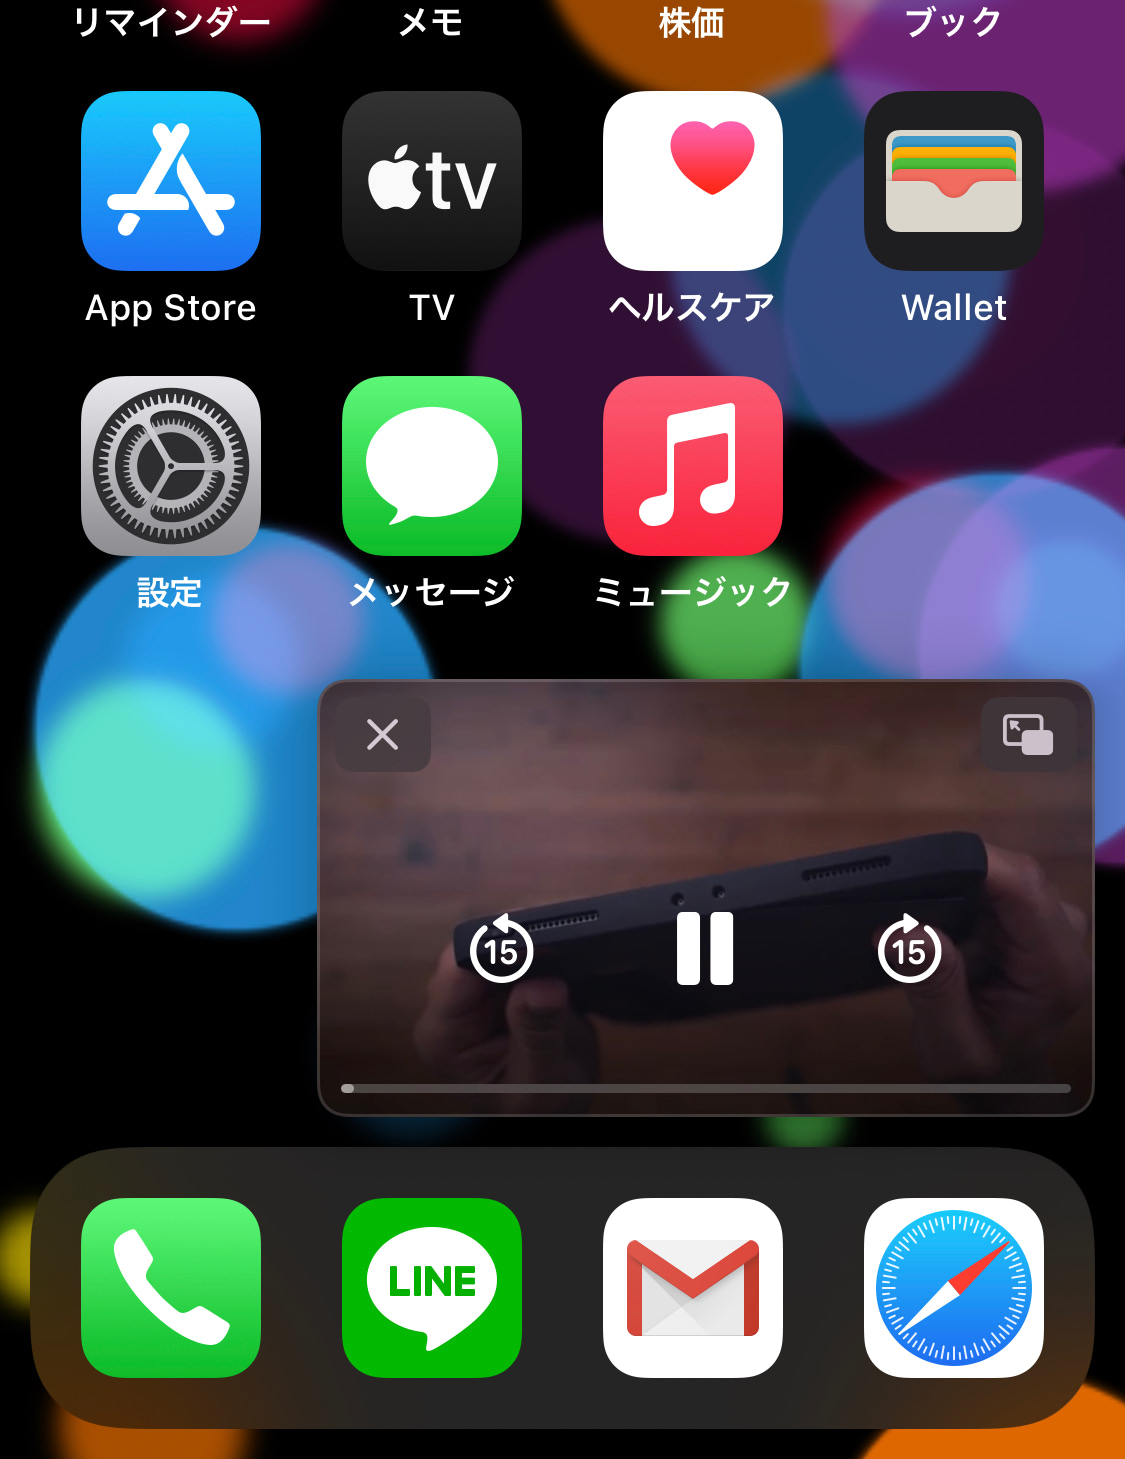 リマインダー
メモ
株価
ブック
tv
App Store
TV
ヘルスケア
Wallet
設定
メッセージ
ミュージック
15
15
LINE